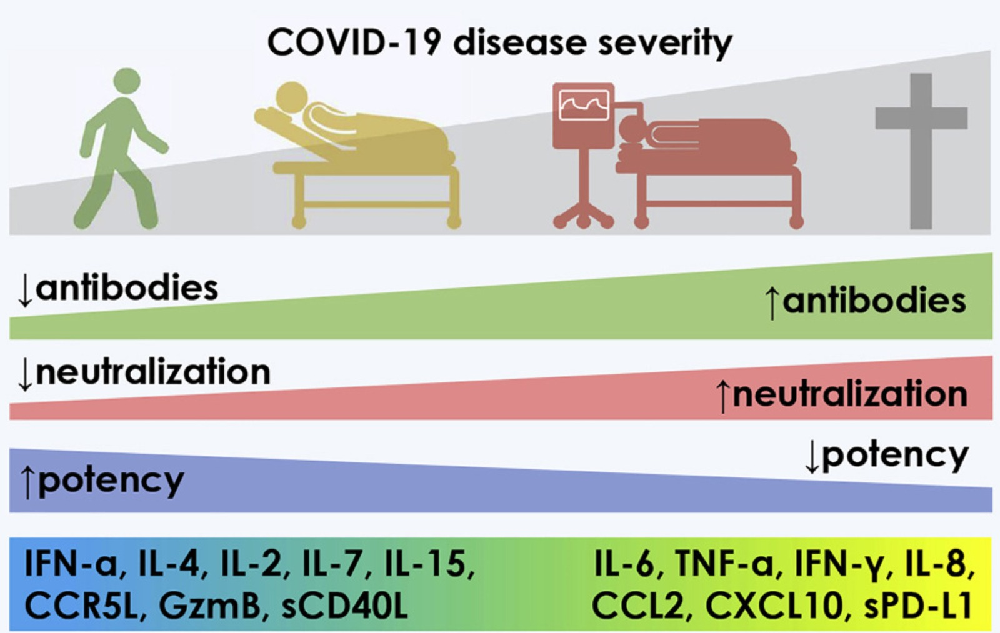 COVID-19 disease severity
↓antibodies
↑antibodies
↓neutralization
↑neutralization
↑potency
↓potency
IFN-α, IL-4, IL-2, IL-7, IL-15,
CCR5L, GzmB, sCD40L
IL-6, TNF-α, IFN-γ, IL-8,
CCL2, CXCL10, sPD-L1